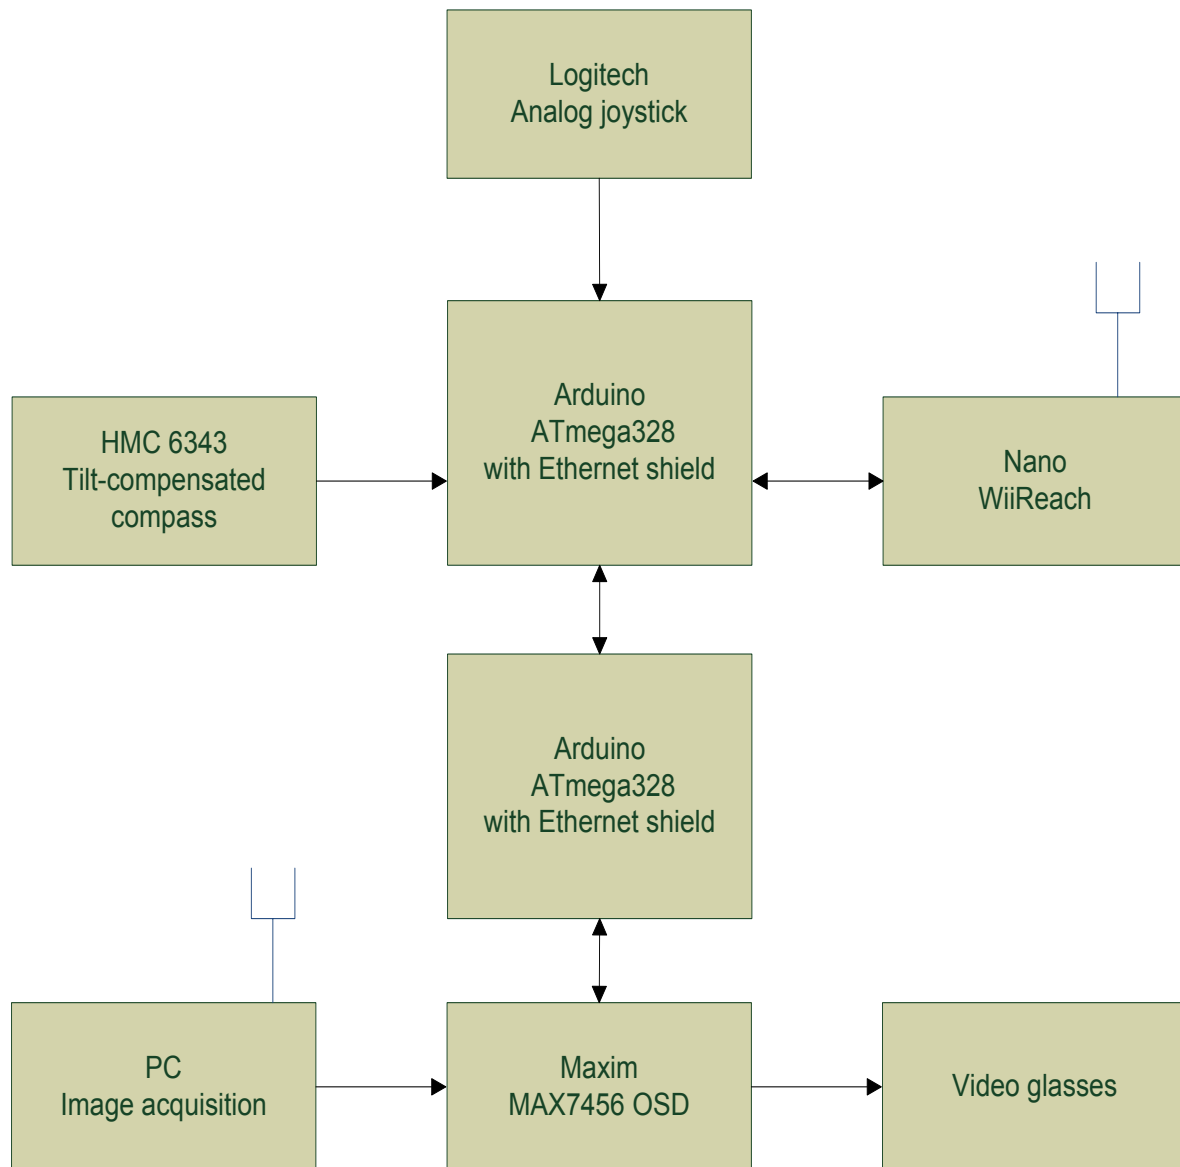 Logitech
Analog joystick
Arduino
ATmega328
with Ethernet shield
HMC 6343
Tilt-compensated
compass
Nano
WiiReach
Arduino
ATmega328
with Ethernet shield
PC
Image acquisition
Maxim
MAX7456 OSD
Video glasses